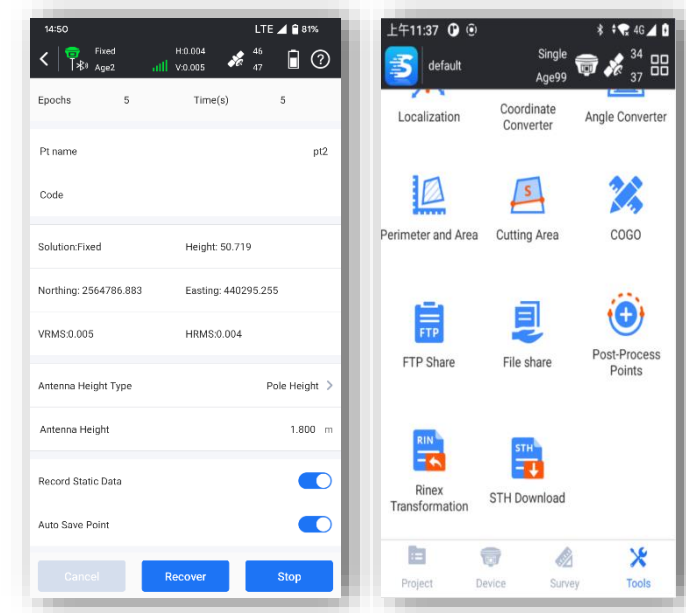 14:50 LTE 81%
Fixed H:0.004 46
Age2 V:0.005 47
Epochs 5 Time(s) 5
Pt name pt2
Code
Solution:Fixed Height: 50.719
Northing: 2564786.883 Easting: 440295.255
VRMS:0.005 HRMS:0.004
Antenna Height Type Pole Height
Antenna Height 1.800 m
Record Static Data
Auto Save Point
Cancel Recover Stop
上午11:37 4G
default Single 34
Age99 37
Localization Coordinate Converter Angle Converter
S
Perimeter and Area Cutting Area COGO
FTP
FTP Share File share Post-Process Points
RIN STH
Rinex Transformation STH Download
Project Device Survey Tools